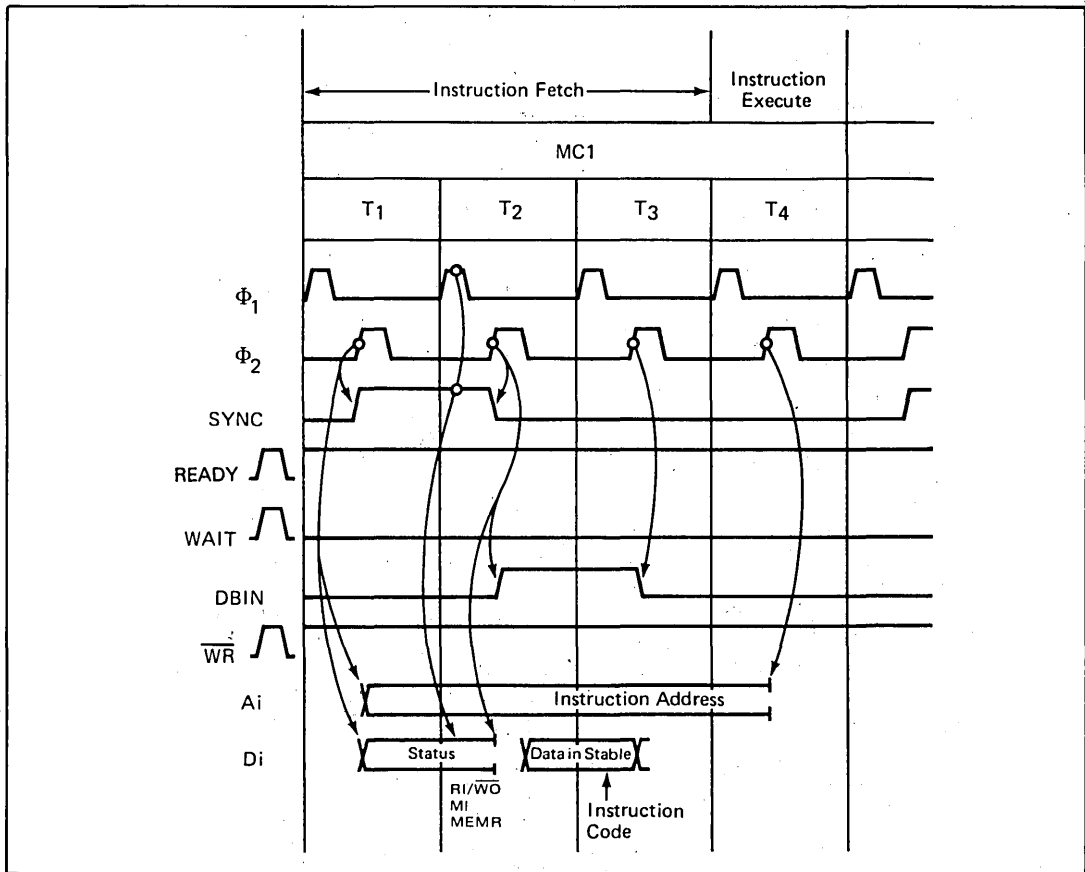 Instruction Fetch
Instruction
Execute
MC1
T1 T2 T3 T4
Φ1
Φ2
SYNC
READY
WAIT
DBIN
WR
Ai
Instruction Address
Di
Status
Data in Stable
RI/WO
MI
MEMR
Instruction
Code